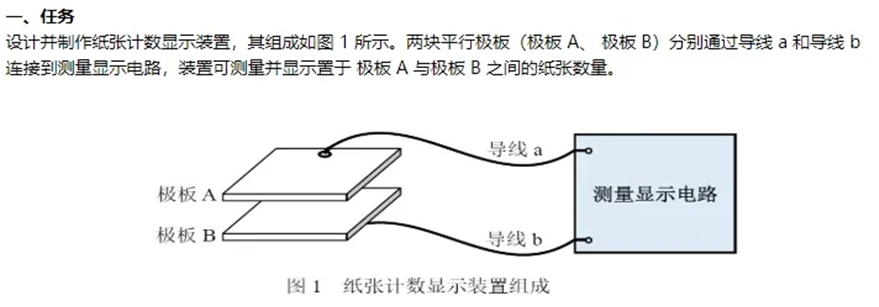 一、任务
设计并制作纸张计数显示装置，其组成如图 1 所示。两块平行极板（极板 A、 极板 B）分别通过导线 a 和导线 b
连接到测量显示电路，装置可测量并显示置于 极板 A 与极板 B 之间的纸张数量。
导线 a
极板 A
测量显示电路
极板 B
导线 b
图 1 纸张计数显示装置组成